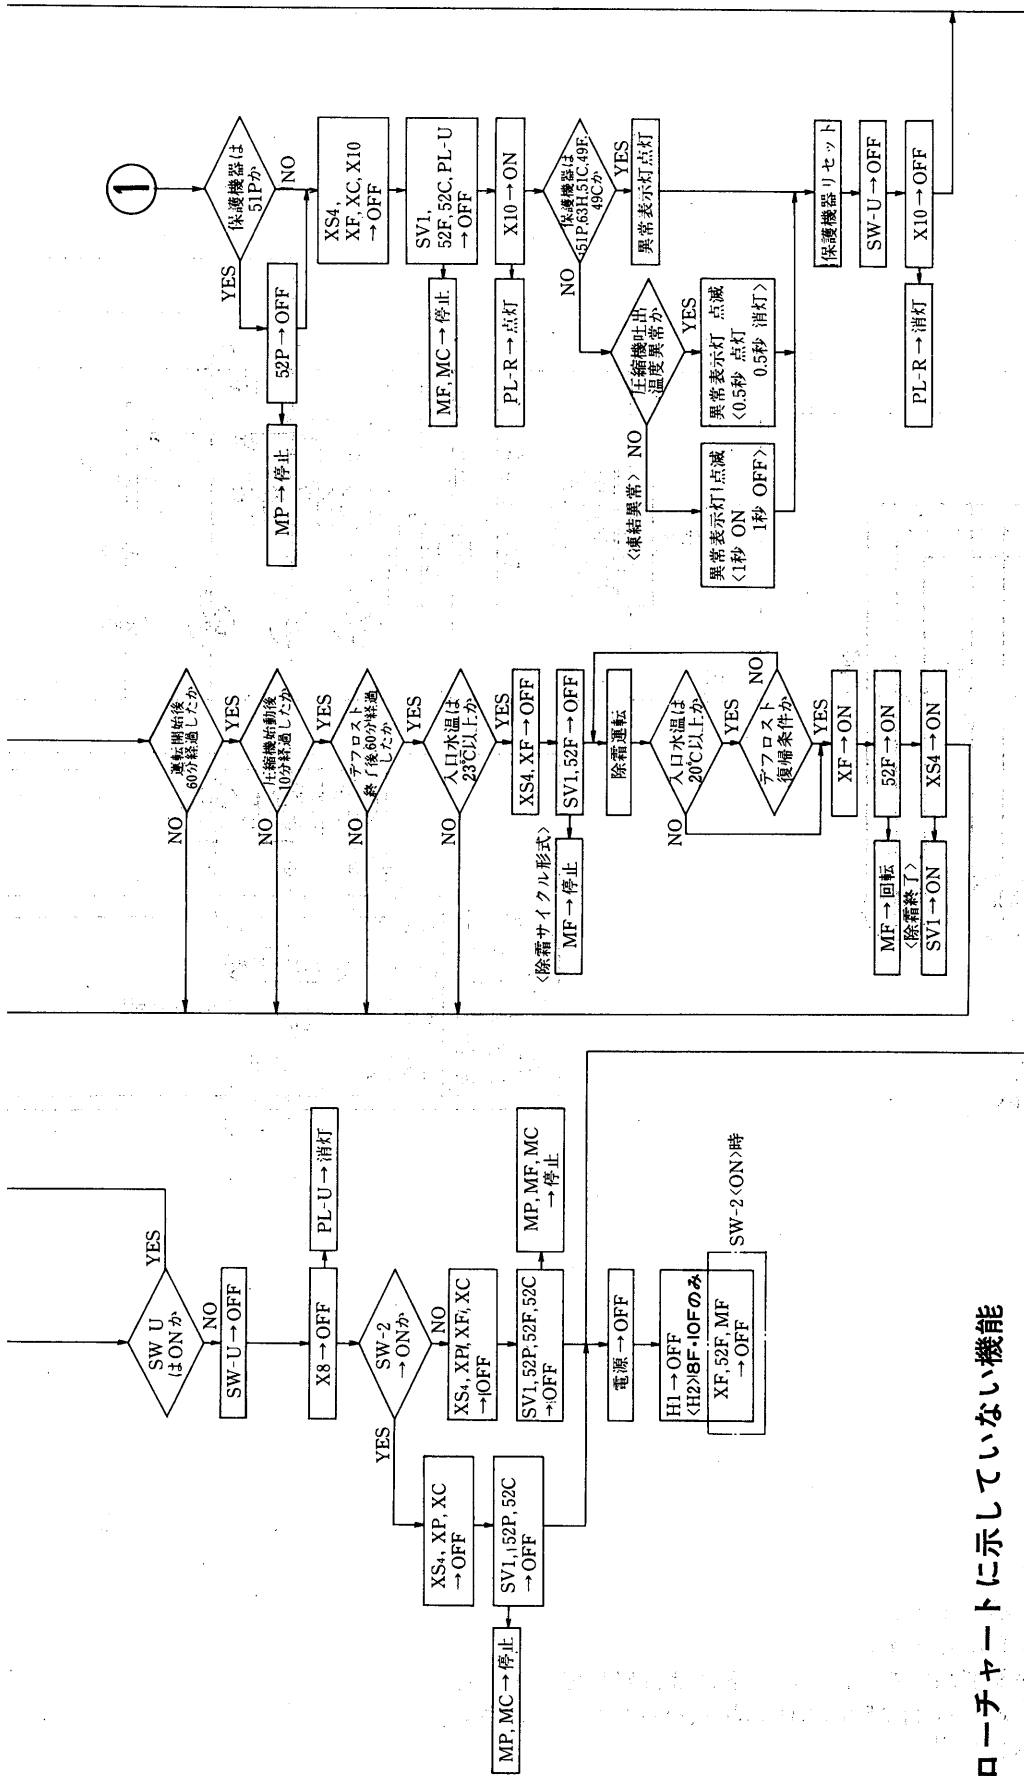 SW U
はONか
YES
NO
SW-U→OFF
X8→OFF
PL-U→消灯
SW-2
→ONか
YES
NO
XS4, XP, XC
→OFF
SV1, 52P, 52C
→OFF
MP, MC→停止
XS4, XP, XF, XC
→OFF
SV1, 52P, 52F, 52C
→OFF
MP, MF, MC
→停止
電源→OFF
H1→OFF
<H2>8F・10Fのみ
XF, 52F, MF
→OFF
SW-2<ON>時
運転開始後
60分経過したか
NO
YES
圧縮機始動後
10分経過したか
NO
YES
デフロスト
終了後60分経過
したか
NO
YES
入口水温は
23℃以上か
NO
YES
XS4, XF→OFF
SV1, 52F→OFF
<除霜サイクル形式>
MF→停止
除霜運転
入口水温は
20℃以上か
NO
YES
デフロスト
復帰条件か
NO
YES
XF→ON
52F→ON
MF→回転
XS4→ON
<除霜終了>
SV1→ON
1
保護機器は
51Pか
YES
NO
52P→OFF
MP→停止
XS4,
XF, XC, X10
→OFF
SV1,
52F, 52C, PL-U
→OFF
MF, MC→停止
X10→ON
PL-R→点灯
保護機器は
51P,63H,51C,49F,
49Cか
NO
YES
異常表示灯点灯
圧縮機吐出
温度異常か
YES
NO
異常表示灯 点滅
<0.5秒 点灯
0.5秒 消灯>
<凍結異常>
異常表示灯点滅
<1秒 ON
1秒 OFF>
保護機器リセット
SW-U→OFF
X10→OFF
PL-R→消灯
ローチャートに示していない機能